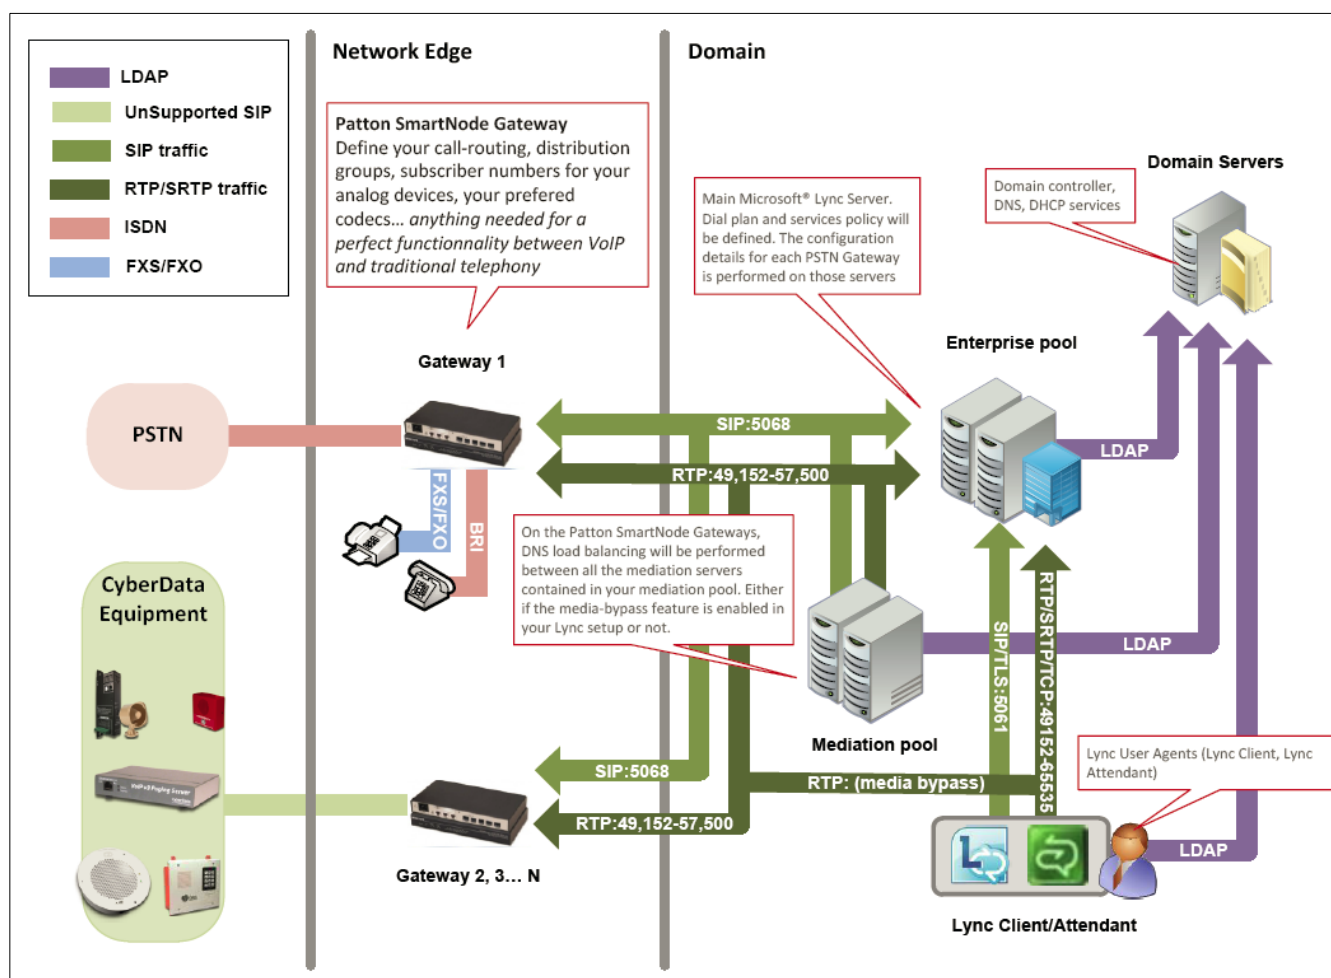 LDAP
UnSupported SIP
SIP traffic
RTP/SRTP traffic
ISDN
FXS/FXO
Network Edge
Domain
Patton SmartNode Gateway
Define your call-routing, distribution
groups, subscriber numbers for your
analog devices, your prefered
codecs... anything needed for a
perfect functionnality between VoIP
and traditional telephony
Main Microsoft® Lync Server.
Dial plan and services policy will
be defined. The configuration
details for each PSTN Gateway
is performed on those servers
Domain Servers
Domain controller,
DNS, DHCP services
Gateway 1
Enterprise pool
PSTN
SIP:5068
RTP:49,152-57,500
LDAP
FXS/FXO
BRI
On the Patton SmartNode Gateways,
DNS load balancing will be performed
between all the mediation servers
contained in your mediation pool. Either
if the media-bypass feature is enabled in
your Lync setup or not.
CyberData
Equipment
SIP/TLS:5061
RTP/SRTP/TCP:49152-65535
LDAP
Mediation pool
Lync User Agents (Lync Client, Lync
Attendant)
SIP:5068
RTP: (media bypass)
RTP:49,152-57,500
LDAP
Gateway 2, 3... N
Lync Client/Attendant